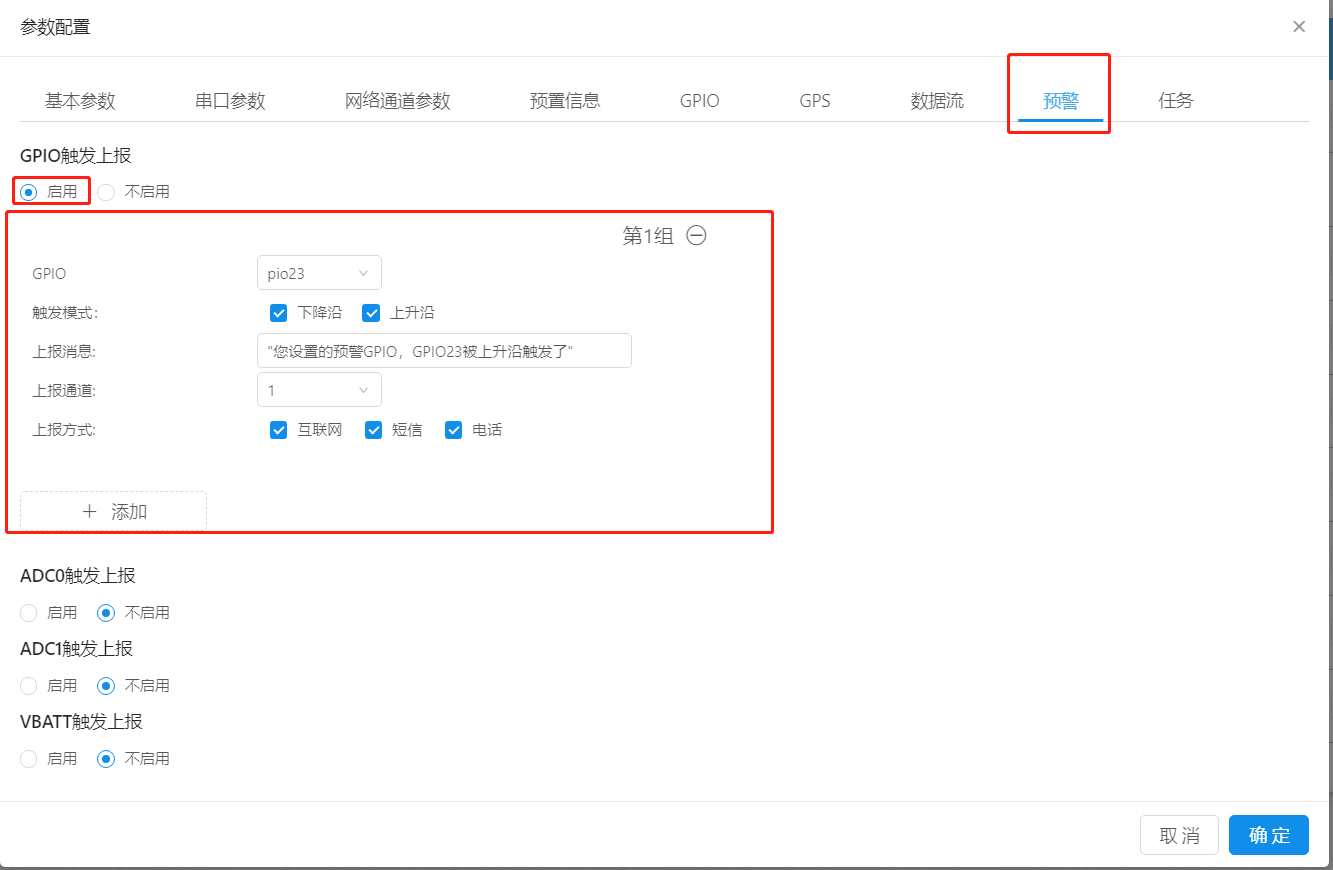 参数配置
基本参数 串口参数 网络通道参数 预置信息 GPIO GPS 数据流 预警 任务
GPIO触发上报
启用 不启用
第1组
GPIO pio23
触发模式: 下降沿 上升沿
上报消息: "您设置的预警GPIO，GPIO23被上升沿触发了"
上报通道: 1
上报方式: 互联网 短信 电话
添加
ADC0触发上报
启用 不启用
ADC1触发上报
启用 不启用
VBATT触发上报
启用 不启用
取消 确定